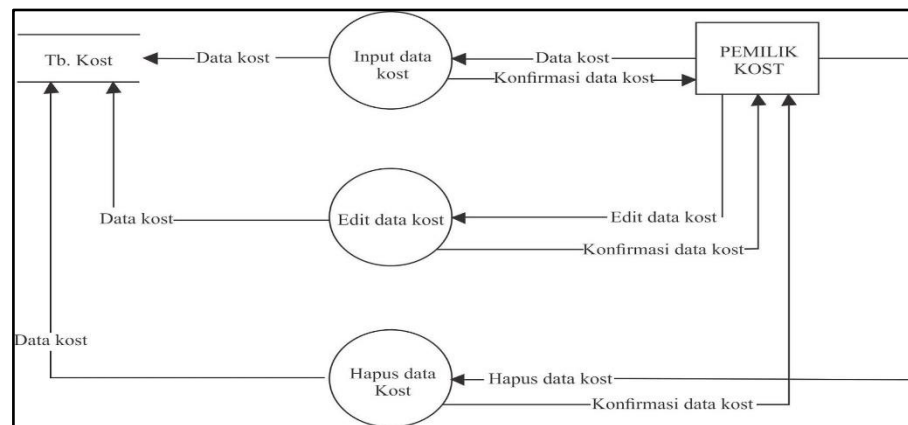 Tb. Kost
Data kost
Input data
kost
Data kost
Konfirmasi data kost
PEMILIK
KOST
Data kost
Edit data kost
Edit data kost
Konfirmasi data kost
Data kost
Hapus data
Kost
Hapus data kost
Konfirmasi data kost